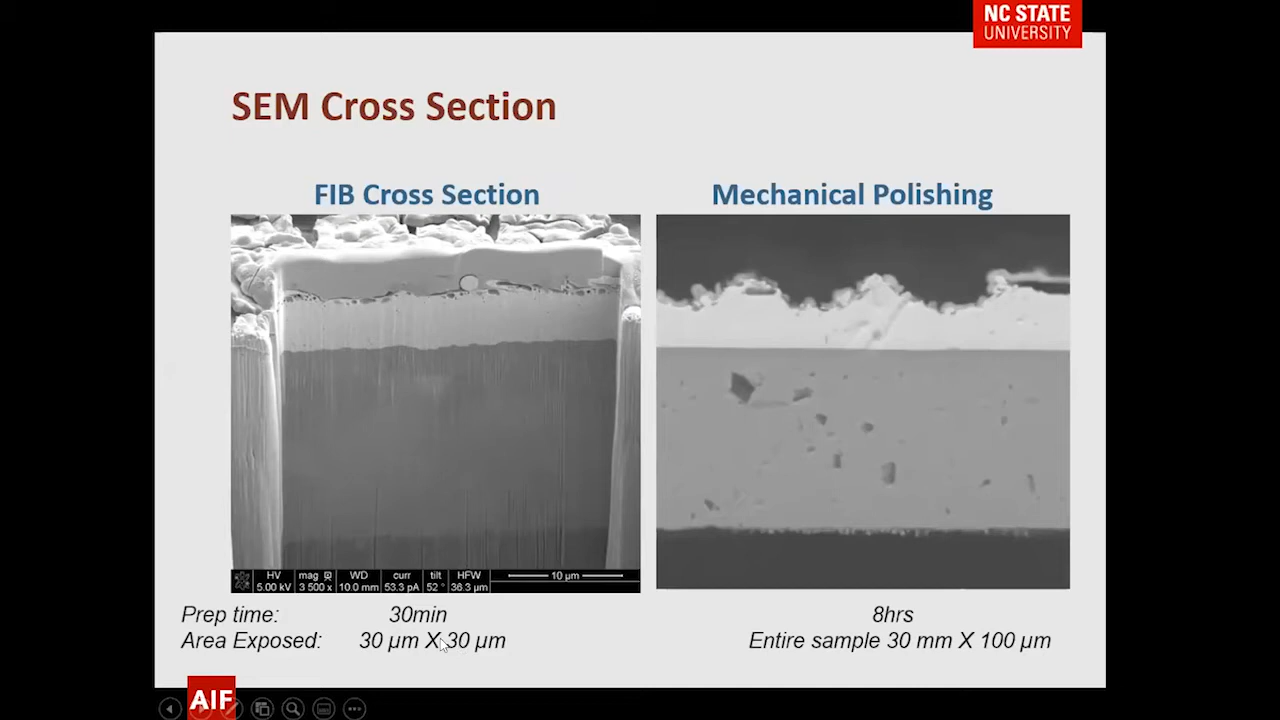 NC STATE
UNIVERSITY
SEM Cross Section
FIB Cross Section
Mechanical Polishing
HV mag WD curr tilt HFW
5.00 kV 3 500 x 10.0 mm 53.3 pA 52 ° 36.3 µm
10 µm
Prep time: 30min
8hrs
Area Exposed: 30 µm X 30 µm
Entire sample 30 mm X 100 µm
AIF